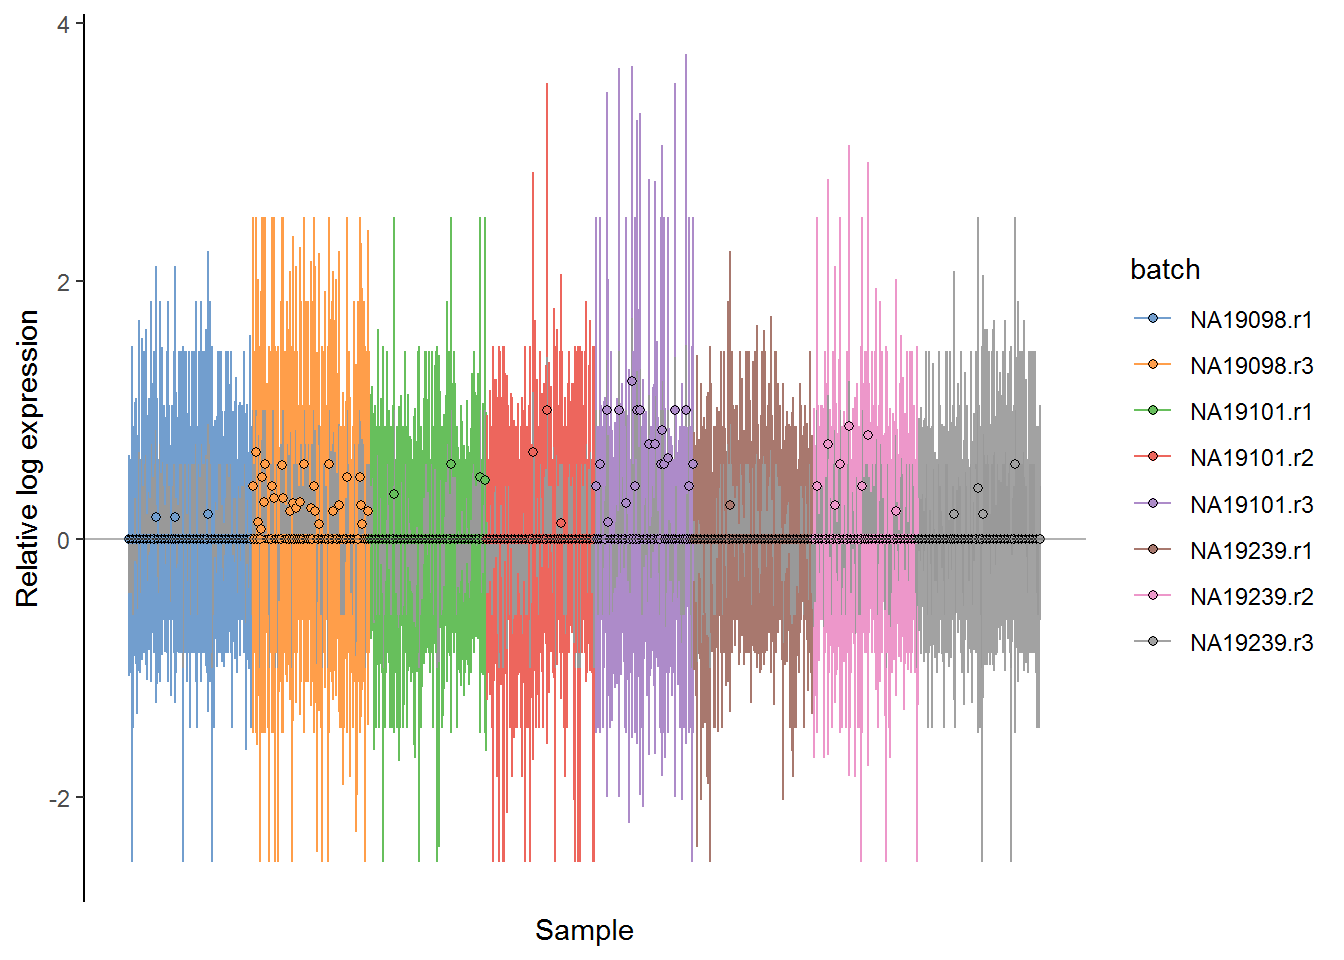 4
2
0
-2
Relative log expression
Sample
batch
NA19098.r1
NA19098.r3
NA19101.r1
NA19101.r2
NA19101.r3
NA19239.r1
NA19239.r2
NA19239.r3